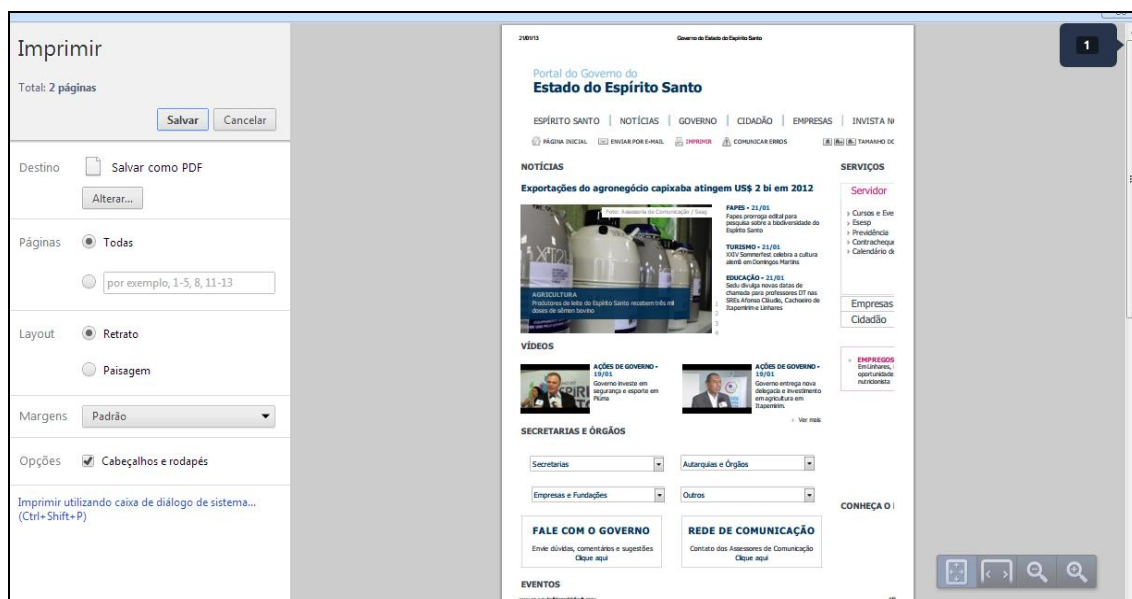 Imprimir
Total: 2 páginas
Salvar
Cancelar
Destino
Salvar como PDF
Alterar...
Páginas
Todas
por exemplo, 1-5, 8, 11-13
Layout
Retrato
Paisagem
Margens
Padrão
Opções
Cabeçalhos e rodapés
Imprimir utilizando caixa de diálogo de sistema...
(Ctrl+Shift+P)
1
21/01/13
Governo do Estado do Espírito Santo
Portal do Governo do
Estado do Espírito Santo
ESPÍRITO SANTO | NOTÍCIAS | GOVERNO | CIDADÃO | EMPRESAS | INVISTA N
PÁGINA INICIAL
ENVIAR POR E-MAIL
IMPRIMIR
COMUNICAR ERROS
TAMANHO DO
NOTÍCIAS
Exportações do agronegócio capixaba atingem US$ 2 bi em 2012
Foto: Assessoria de Comunicação / Seag
AGRICULTURA
Produtores de leite do Espírito Santo recebem três mil
doses de sêmen bovino
1
2
3
4
FAPES - 21/01
Fapes prorroga edital para
pesquisa sobre a biodiversidade do
Espírito Santo
TURISMO - 21/01
XXIV Sommerfest celebra a cultura
alemã em Domingos Martins
EDUCAÇÃO - 21/01
Sedu divulga novas datas de
chamada para professores DT nas
SREs Afonso Cláudio, Cachoeiro de
Itapemirim e Linhares
SERVIÇOS
Servidor
Cursos e Eve
Esesp
Previdência
Contracheque
Calendário de
Empresas
Cidadão
VÍDEOS
AÇÕES DE GOVERNO -
19/01
Governo investe em
segurança e esporte em
Piúma
AÇÕES DE GOVERNO -
19/01
Governo entrega nova
delegacia e investimento
em agricultura em
Itapemirim.
Ver mais
EMPREGOS
Em Linhares,
oportunidade
nutricionista
SECRETARIAS E ÓRGÃOS
Secretarias
Autarquias e Órgãos
Empresas e Fundações
Outros
CONHEÇA O
FALE COM O GOVERNO
Envie dúvidas, comentários e sugestões
Clique aqui
REDE DE COMUNICAÇÃO
Contato dos Assessores de Comunicação
Clique aqui
EVENTOS